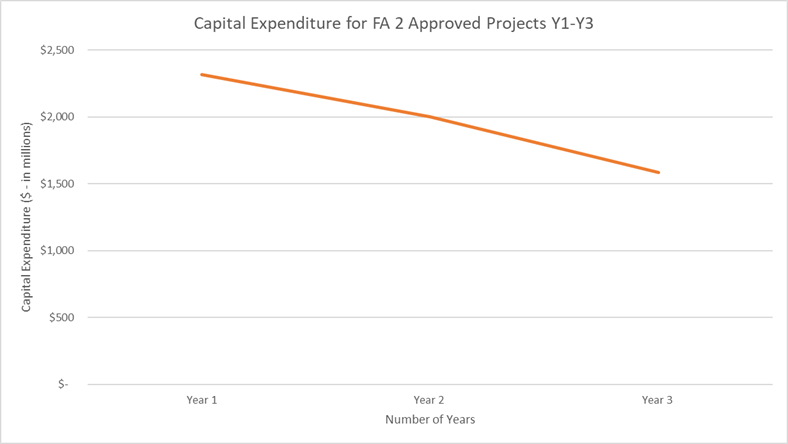 Capital Expenditure for FA 2 Approved Projects Y1-Y3
$2,500
$2,000
$1,500
$1,000
$500
$-
Capital Expenditure ($ - in millions)
Year 1
Year 2
Year 3
Number of Years